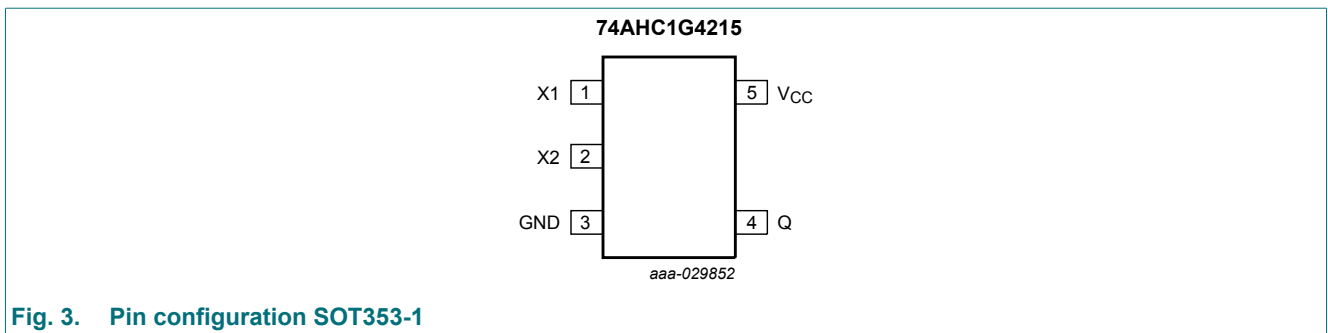 74AHC1G4215
X1 1 5 VCC
X2 2
GND 3 4 Q
aaa-029852
Fig. 3. Pin configuration SOT353-1